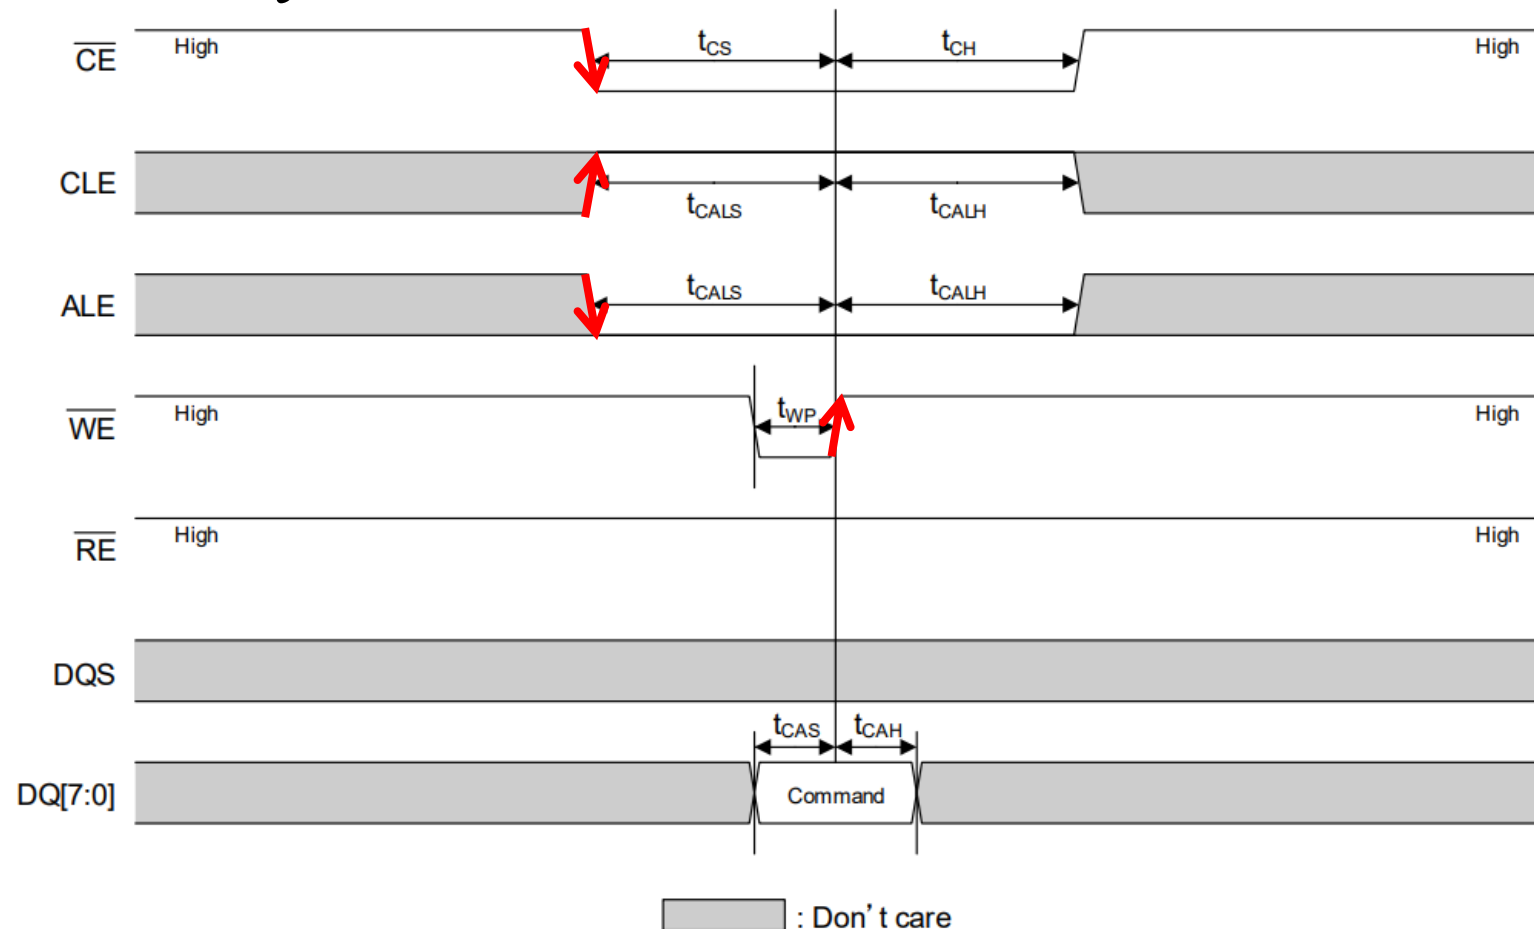 CE High tCS tCH High
CLE tCALS tCALH
ALE tCALS tCALH
WE High tWP High
RE High High
DQS
tCAS tCAH
DQ[7:0] Command
: Don't care